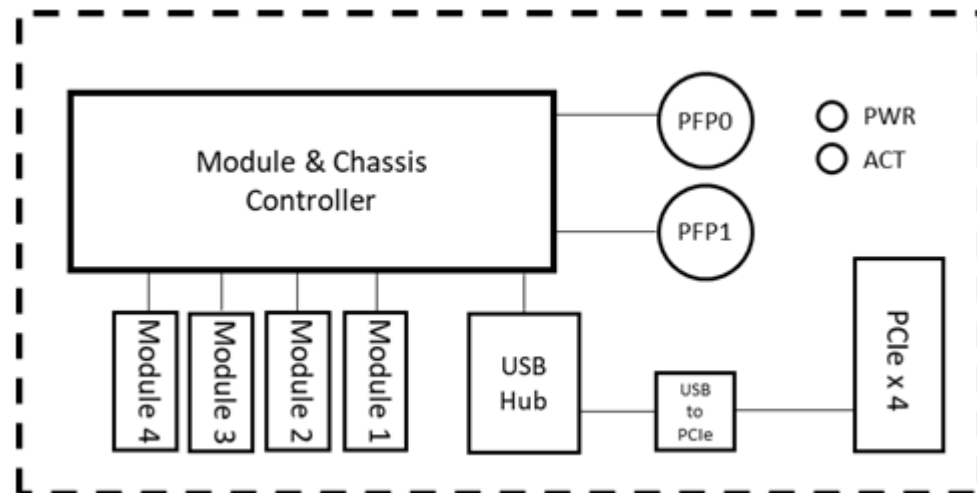 Module & Chassis
Controller
PFP0
PFP1
PWR
ACT
Module 4
Module 3
Module 2
Module 1
USB
Hub
USB
to
PCIe
PCIe x 4